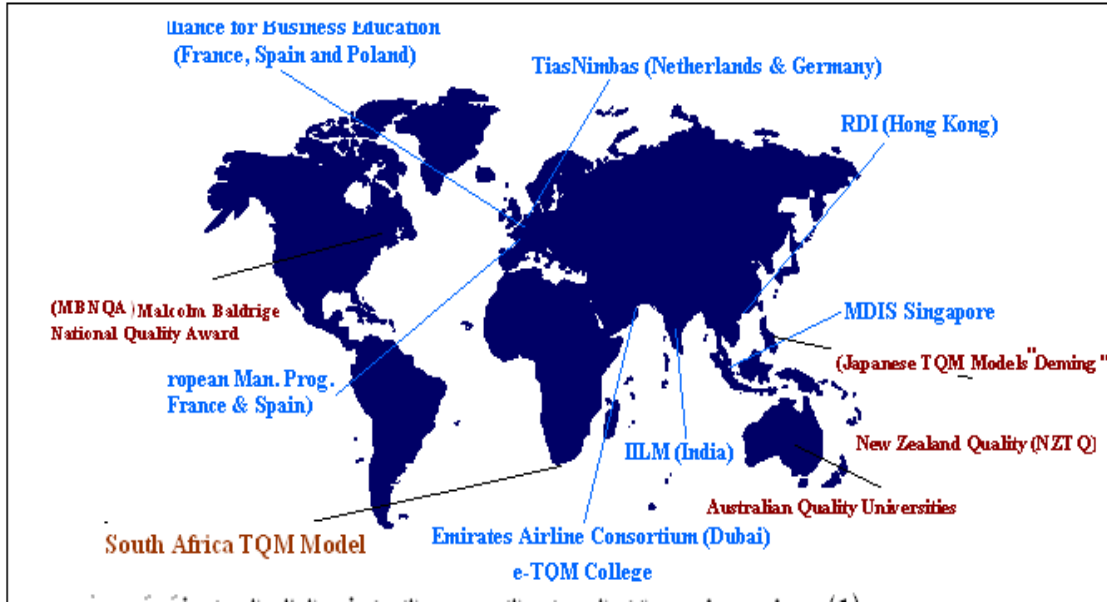 lliance for Business Education
(France, Spain and Poland)
TiasNimbas (Netherlands & Germany)
RDI (Hong Kong)
(MBNQA) Malcolm Baldrige
National Quality Award
MDIS Singapore
(Japanese TQM Models "Deming"
ropean Man. Prog.
France & Spain)
IILM (India)
New Zealand Quality (NZTQ)
Australian Quality Universities
South Africa TQM Model
Emirates Airline Consortium (Dubai)
e-TQM College